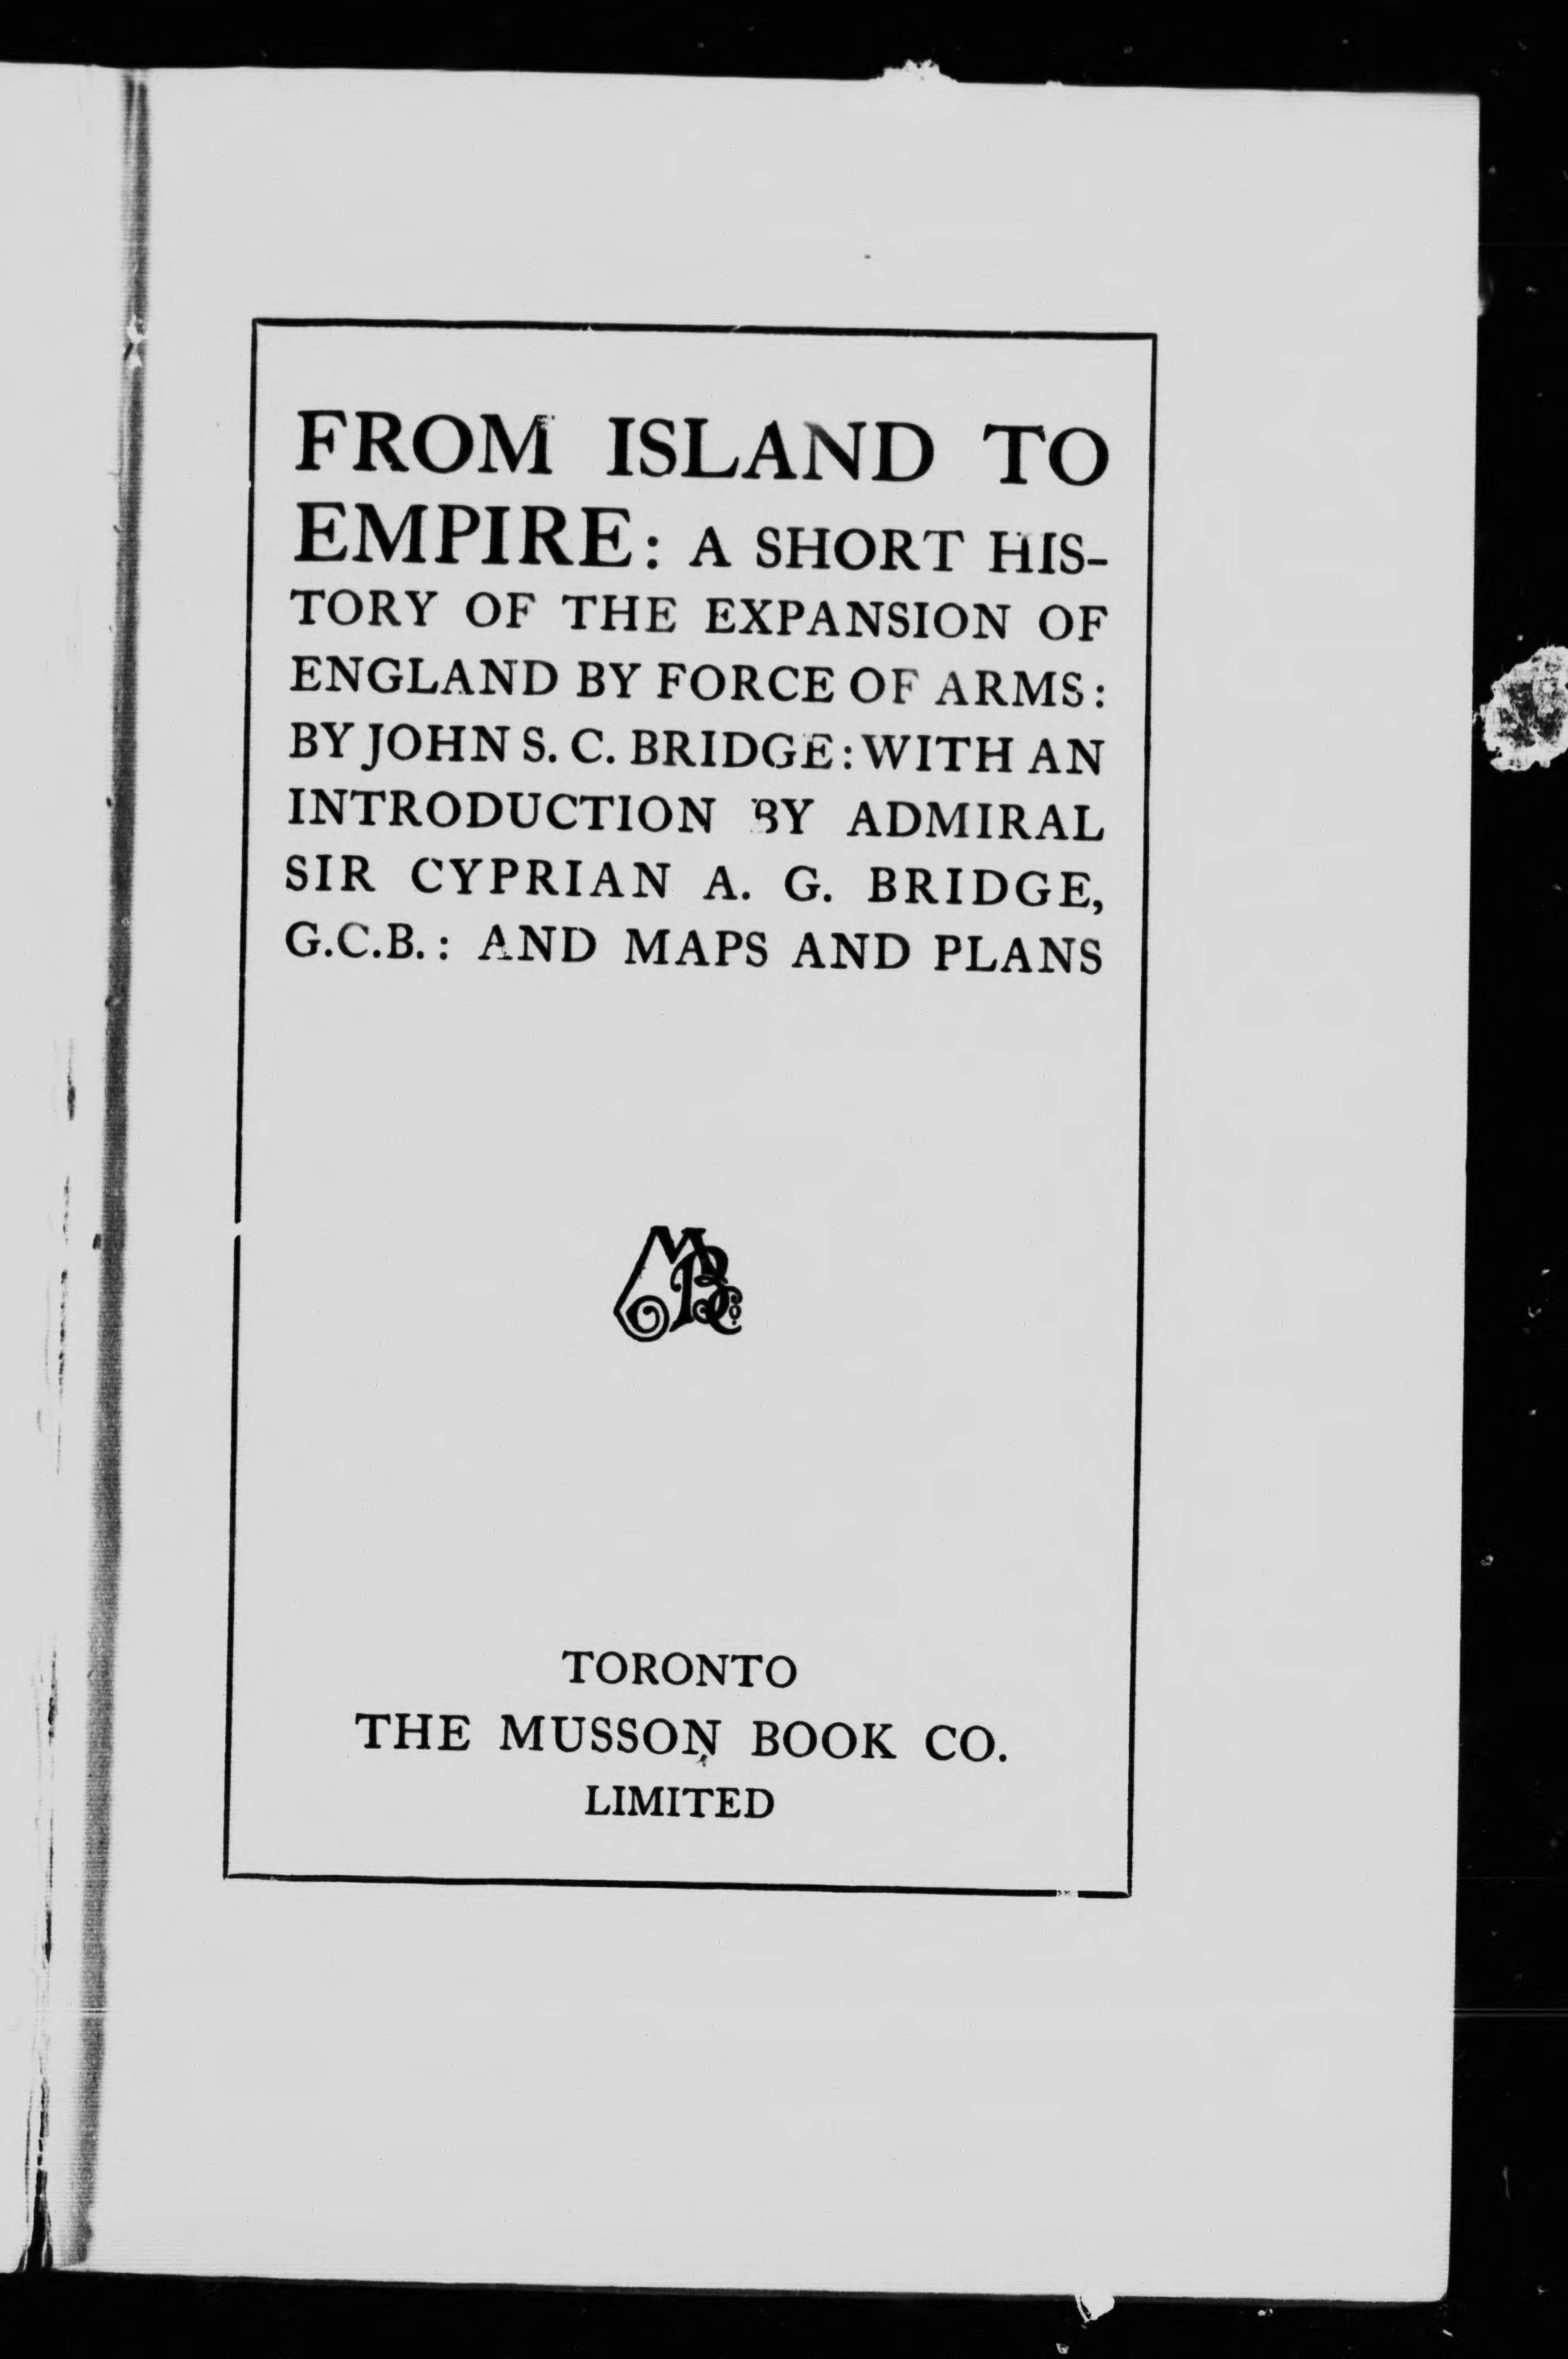 FROM ISLAND TO
EMPIRE: A SHORT HIS-
TORY OF THE EXPANSION OF
ENGLAND BY FORCE OF ARMS:
BY JOHN S. C. BRIDGE: WITH AN
INTRODUCTION BY ADMIRAL
SIR CYPRIAN A. G. BRIDGE,
G.C.B.: AND MAPS AND PLANS
MBCo
TORONTO
THE MUSSON BOOK CO.
LIMITED